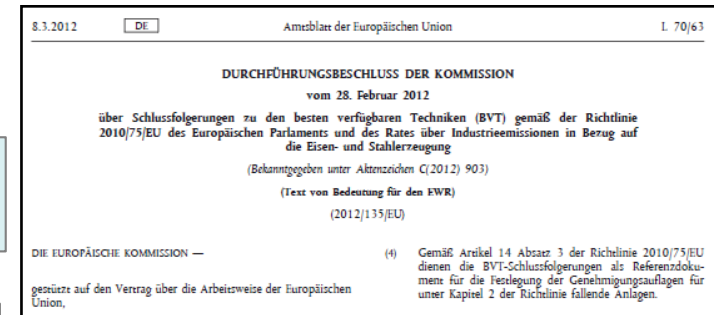 8.3.2012 DE Amtsblatt der Europäischen Union L 70/63
DURCHFÜHRUNGSBESCHLUSS DER KOMMISSION
vom 28. Februar 2012
über Schlussfolgerungen zu den besten verfügbaren Techniken (BVT) gemäß der Richtlinie
2010/75/EU des Europäischen Parlaments und des Rates über Industrieemissionen in Bezug auf
die Eisen- und Stahlerzeugung
(Bekanntgegeben unter Aktenzeichen C(2012) 903)
(Text von Bedeutung für den EWR)
(2012/135/EU)
DIE EUROPÄISCHE KOMMISSION —
gestützt auf den Vertrag über die Arbeitsweise der Europäischen
Union,
(4) Gemäß Artikel 14 Absatz 3 der Richtlinie 2010/75/EU
dienen die BVT-Schlussfolgerungen als Referenzdoku-
ment für die Festlegung der Genehmigungsauflagen für
unter Kapitel 2 der Richtlinie fallende Anlagen.